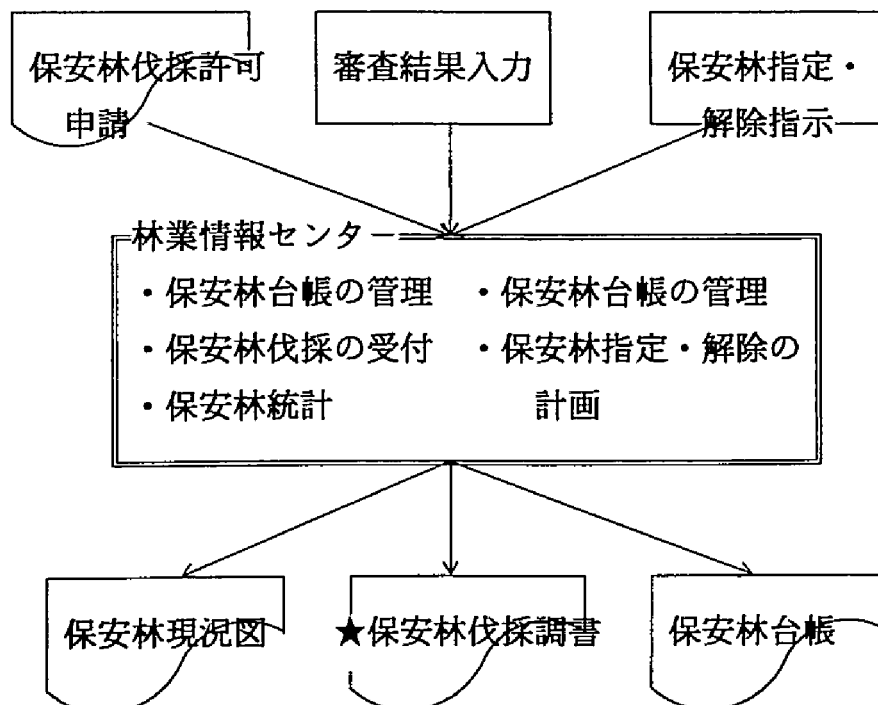 保安林伐採許可
申請
審査結果入力
保安林指定・
解除指示
林業情報センター
・保安林台帳の管理
・保安林伐採の受付
・保安林統計
・保安林台帳の管理
・保安林指定・解除の
計画
保安林現況図
★保安林伐採調書
保安林台帳